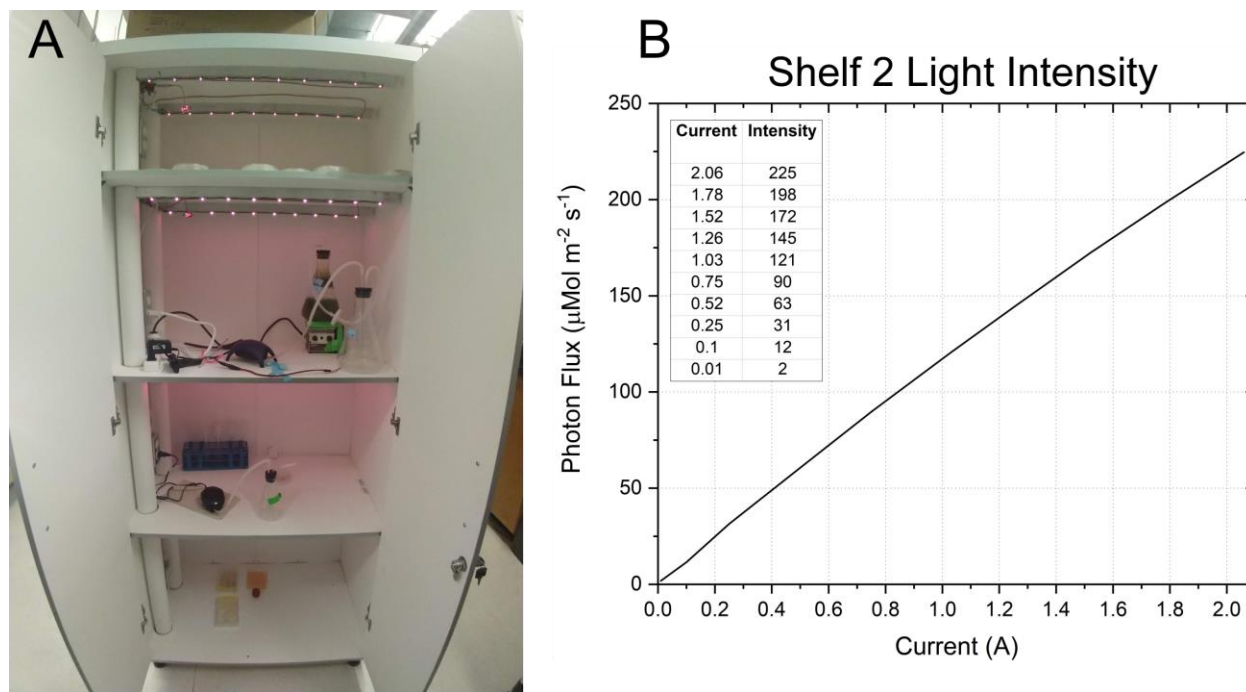 A
B
Shelf 2 Light Intensity
250
200
150
100
50
0
Photon Flux (µMol m⁻² s⁻¹)
Current Intensity
2.06 225
1.78 198
1.52 172
1.26 145
1.03 121
0.75 90
0.52 63
0.25 31
0.1 12
0.01 2
0.0 0.2 0.4 0.6 0.8 1.0 1.2 1.4 1.6 1.8 2.0
Current (A)